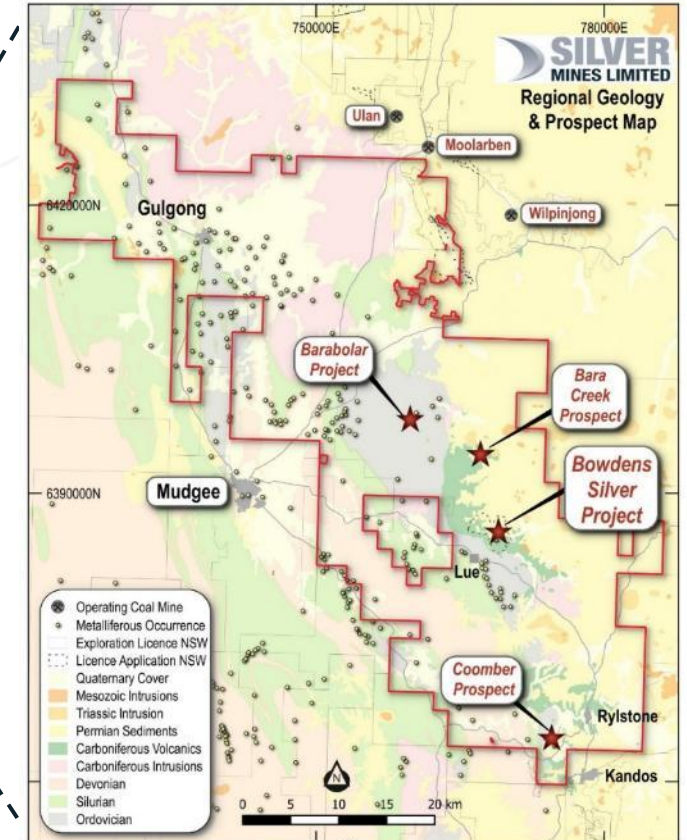 750000E
780000E
SILVER
MINES LIMITED
Regional Geology
& Prospect Map
Ulan
Moolarben
6420000N
Gulgong
Wilpinjong
Barabolar
Project
Bara
Creek
Prospect
Bowdens
Silver
Project
6390000N
Mudgee
Lue
Operating Coal Mine
Metalliferous Occurrence
Exploration Licence NSW
Licence Application NSW
Quaternary Cover
Mesozoic Intrusions
Triassic Intrusion
Permian Sediments
Carboniferous Volcanics
Carboniferous Intrusions
Devonian
Silurian
Ordovician
Coomber
Prospect
Rylstone
Kandos
N
0 5 10 15 20 km